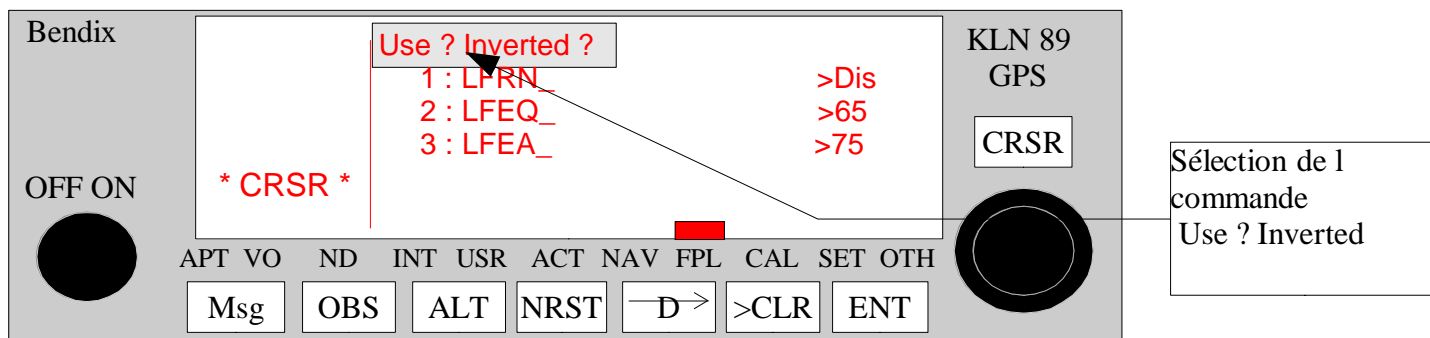 Bendix
Use ? Inverted ?
1 : LFRN_ >Dis
2 : LFEQ_ >65
3 : LFEA_ >75
* CRSR *
OFF ON
KLN 89
GPS
CRSR
Sélection de l
commande
Use ? Inverted
APT VO ND INT USR ACT NAV FPL CAL SET OTH
Msg OBS ALT NRST D >CLR ENT